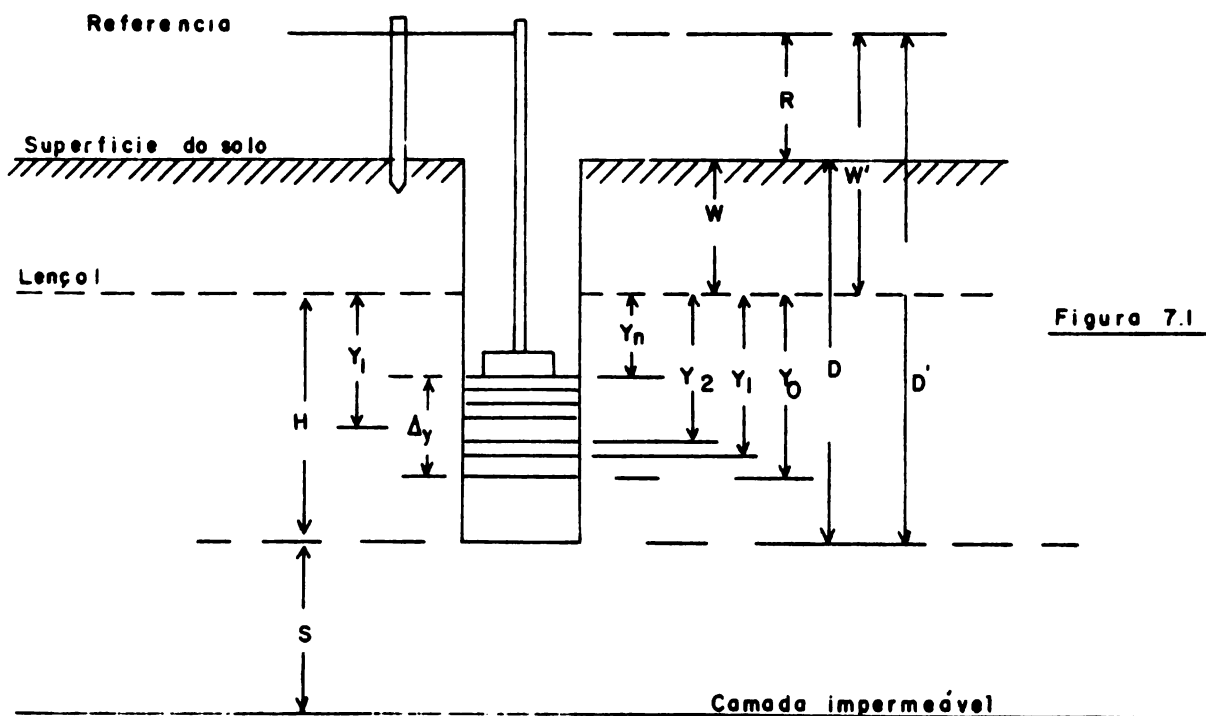 Referencia
R
Superficie do solo
W'
W
Lençol
Yn
Figura 7.1
Y1
Y2
Y1
Y0
D
D'
H
Δy
S
Camada impermeável